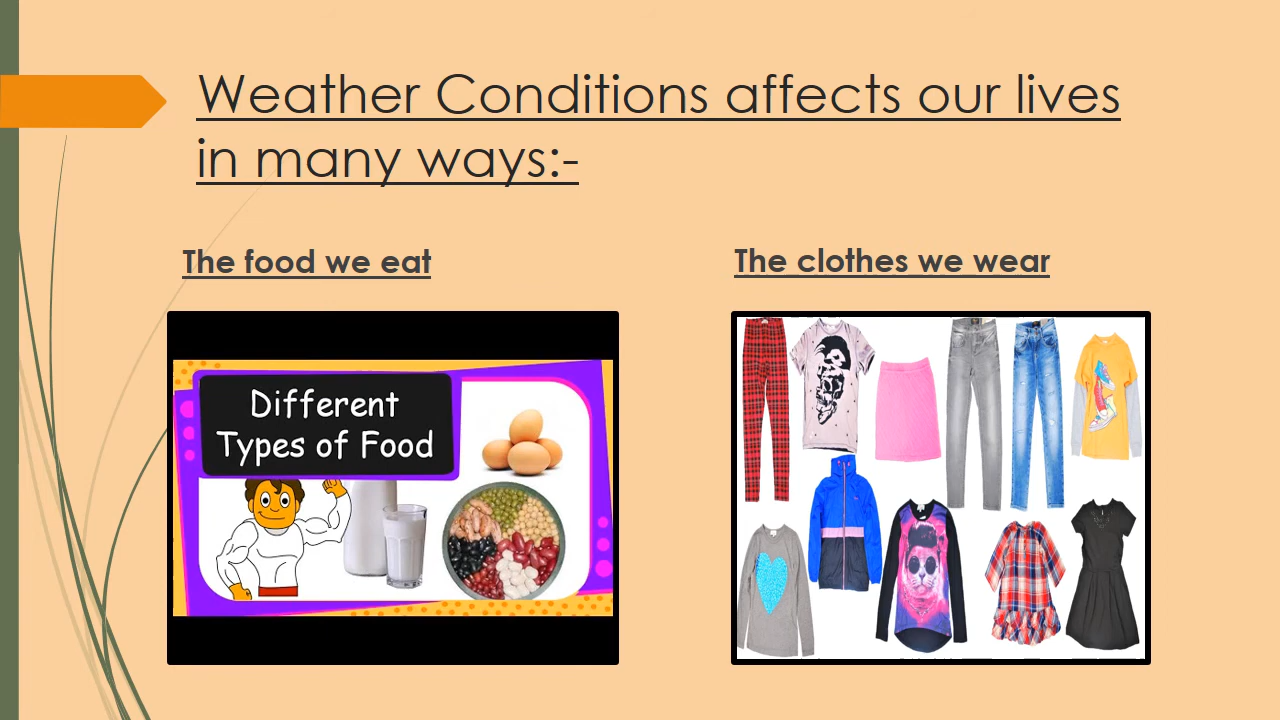 Weather Conditions affects our lives
in many ways:-
The food we eat
The clothes we wear
Different
Types of Food